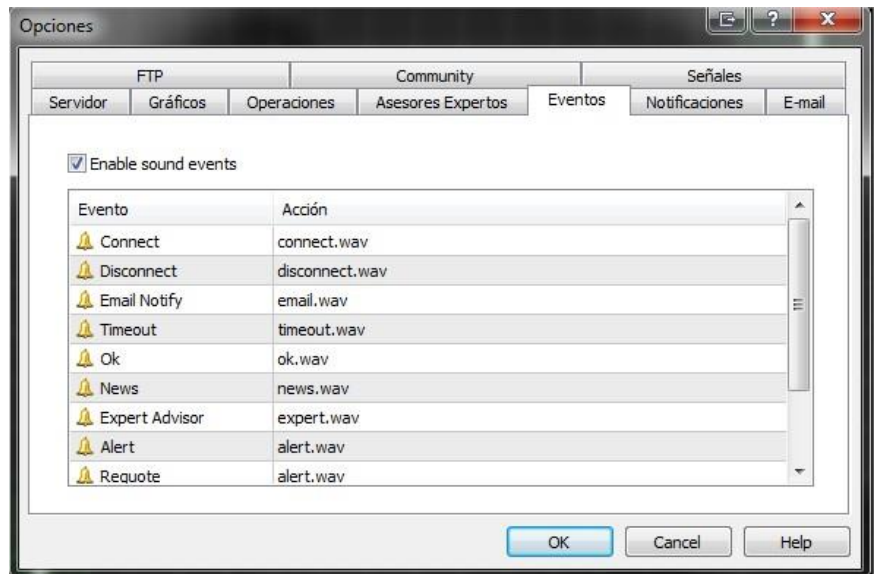 Opciones
FTP Community Señales
Servidor Gráficos Operaciones Asesores Expertos Eventos Notificaciones E-mail
Enable sound events
Evento Acción
Connect connect.wav
Disconnect disconnect.wav
Email Notify email.wav
Timeout timeout.wav
Ok ok.wav
News news.wav
Expert Advisor expert.wav
Alert alert.wav
Requote alert.wav
OK Cancel Help